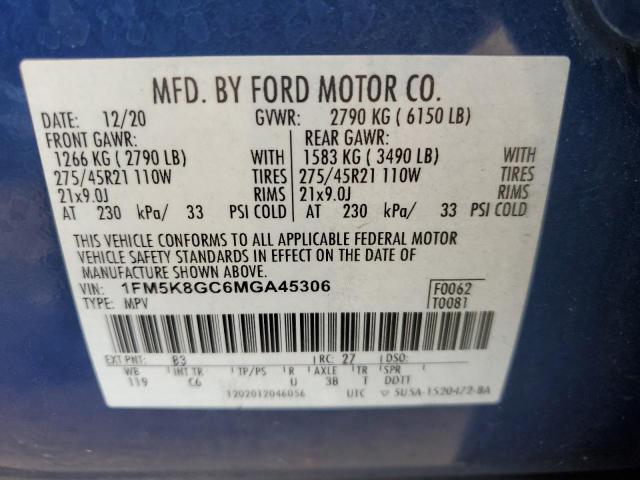 MFD. BY FORD MOTOR CO.
DATE: 12/20 GVWR: 2790 KG ( 6150 LB)
FRONT GAWR: REAR GAWR:
1266 KG ( 2790 LB) WITH 1583 KG ( 3490 LB) WITH
275/45R21 110W TIRES 275/45R21 110W TIRES
21x9.0J RIMS 21x9.0J RIMS
AT 230 kPa/ 33 PSI COLD AT 230 kPa/ 33 PSI COLD
THIS VEHICLE CONFORMS TO ALL APPLICABLE FEDERAL MOTOR
VEHICLE SAFETY STANDARDS IN EFFECT ON THE DATE OF
MANUFACTURE SHOWN ABOVE.
VIN: 1FM5K8GC6MGA45306 F0062
TYPE: MPV T0081
EXT PNT: B3 RC: 27 DSO:
WB INT TR TP/PS R AXLE TR SPR
119 C6 U 3B T DDTT
1202012046056 UTC 5U5A-1520472-BA